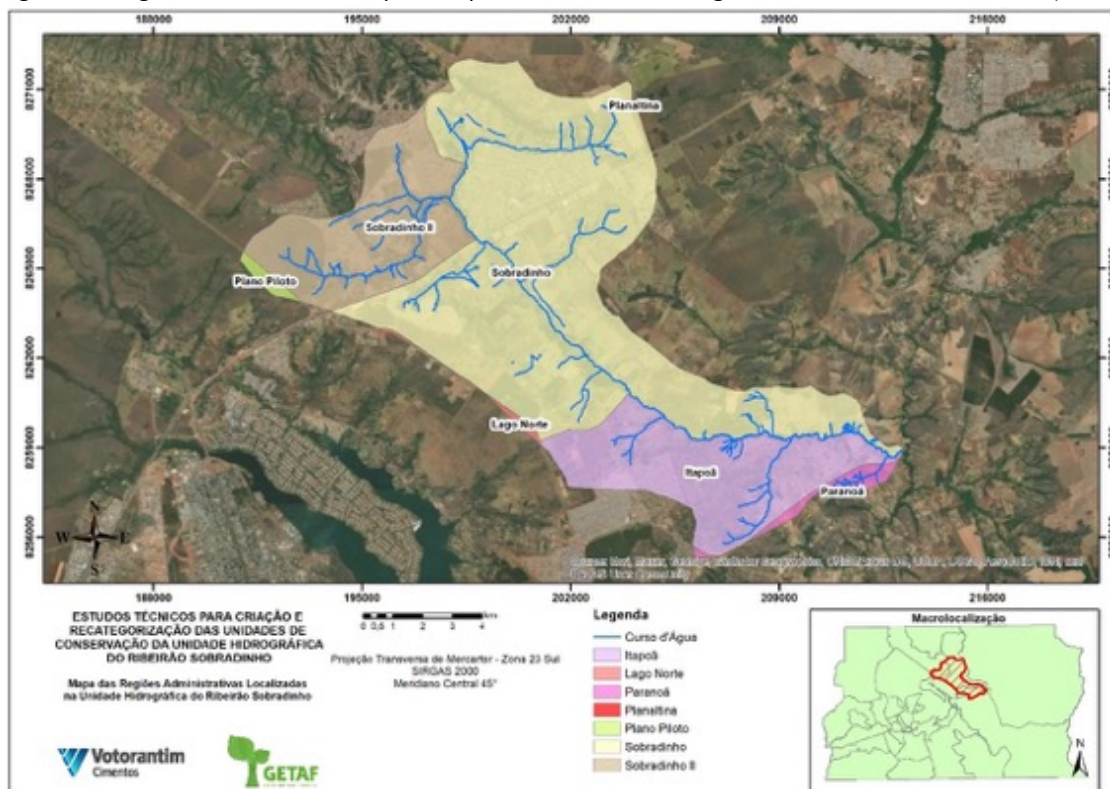 188000 195000 202000 209000 216000
8271000
8268000
8265000
8262000
8259000
8256000
Planaltina
Sobradinho II
Plano Piloto
Sobradinho
Lago Norte
Itapoã
Paranoá
N
W E
S
188000 195000 202000 209000 216000
ESTUDOS TÉCNICOS PARA CRIAÇÃO E
RECATEGORIZAÇÃO DAS UNIDADES DE
CONSERVAÇÃO DA UNIDADE HIDROGRÁFICA
DO RIBEIRÃO SOBRADINHO
Mapa das Regiões Administrativas Localizadas
na Unidade Hidrográfica do Ribeirão Sobradinho
Votorantim
Cimentos
GETAF
0 0,5 1 2 3 4
Projeção Transversa de Mercarter - Zona 23 Sul
SIRGAS 2000
Meridiano Central 45°
Legenda
Curso d'Água
Itapoã
Lago Norte
Paranoá
Planaltina
Plano Piloto
Sobradinho
Sobradinho II
Macrolocalização
N